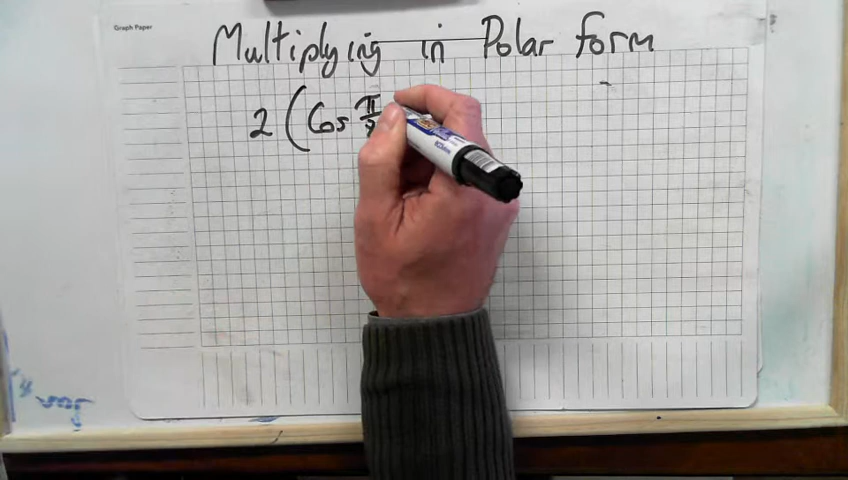 Graph Paper
Multiplying in Polar form
2 (Cos π